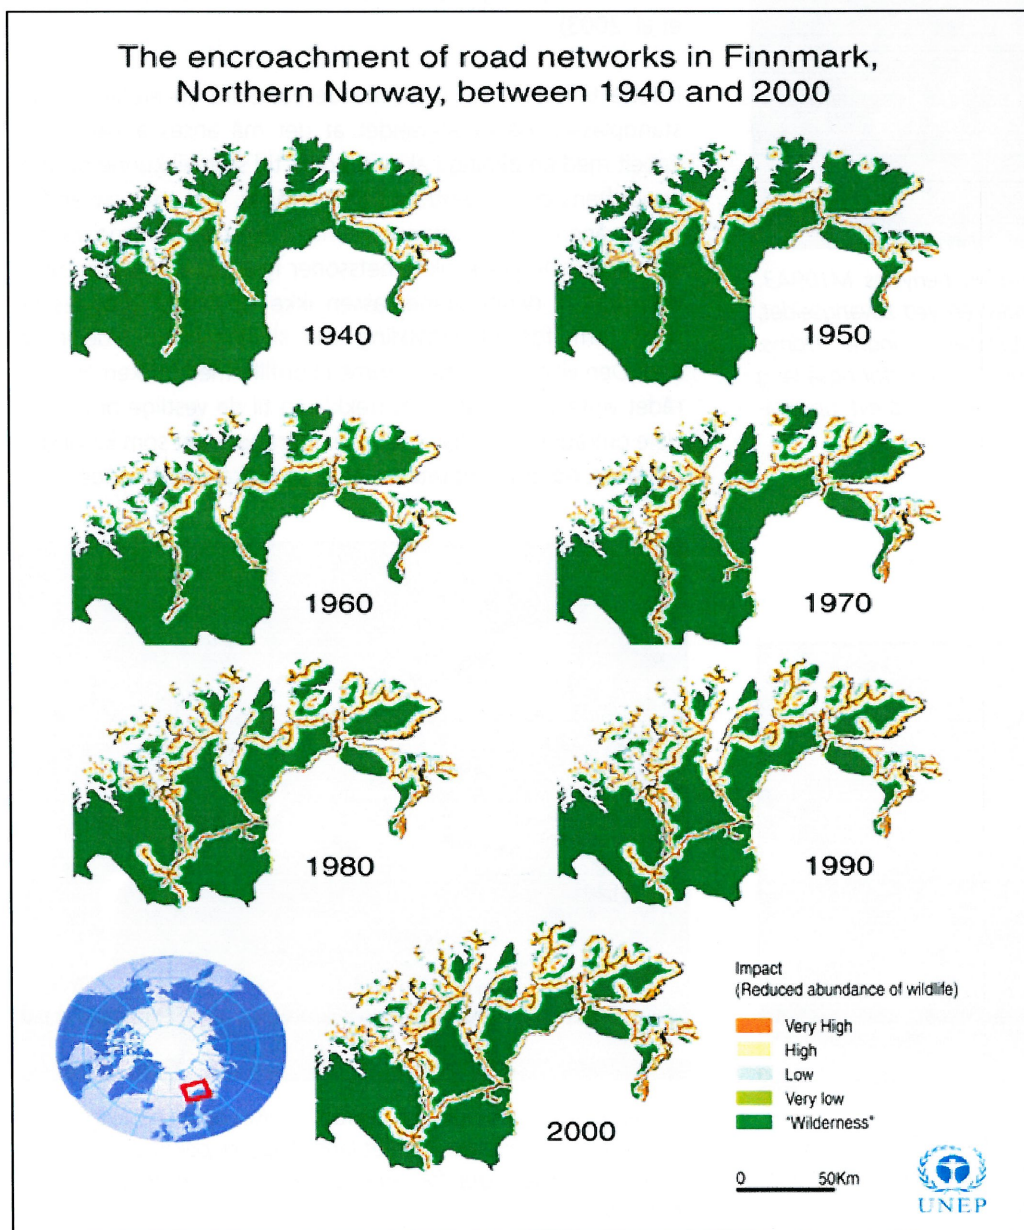 The encroachment of road networks in Finnmark,
Northern Norway, between 1940 and 2000
1940
1950
1960
1970
1980
1990
2000
Impact
(Reduced abundance of wildlife)
Very High
High
Low
Very low
"Wilderness"
0 50Km
UNEP